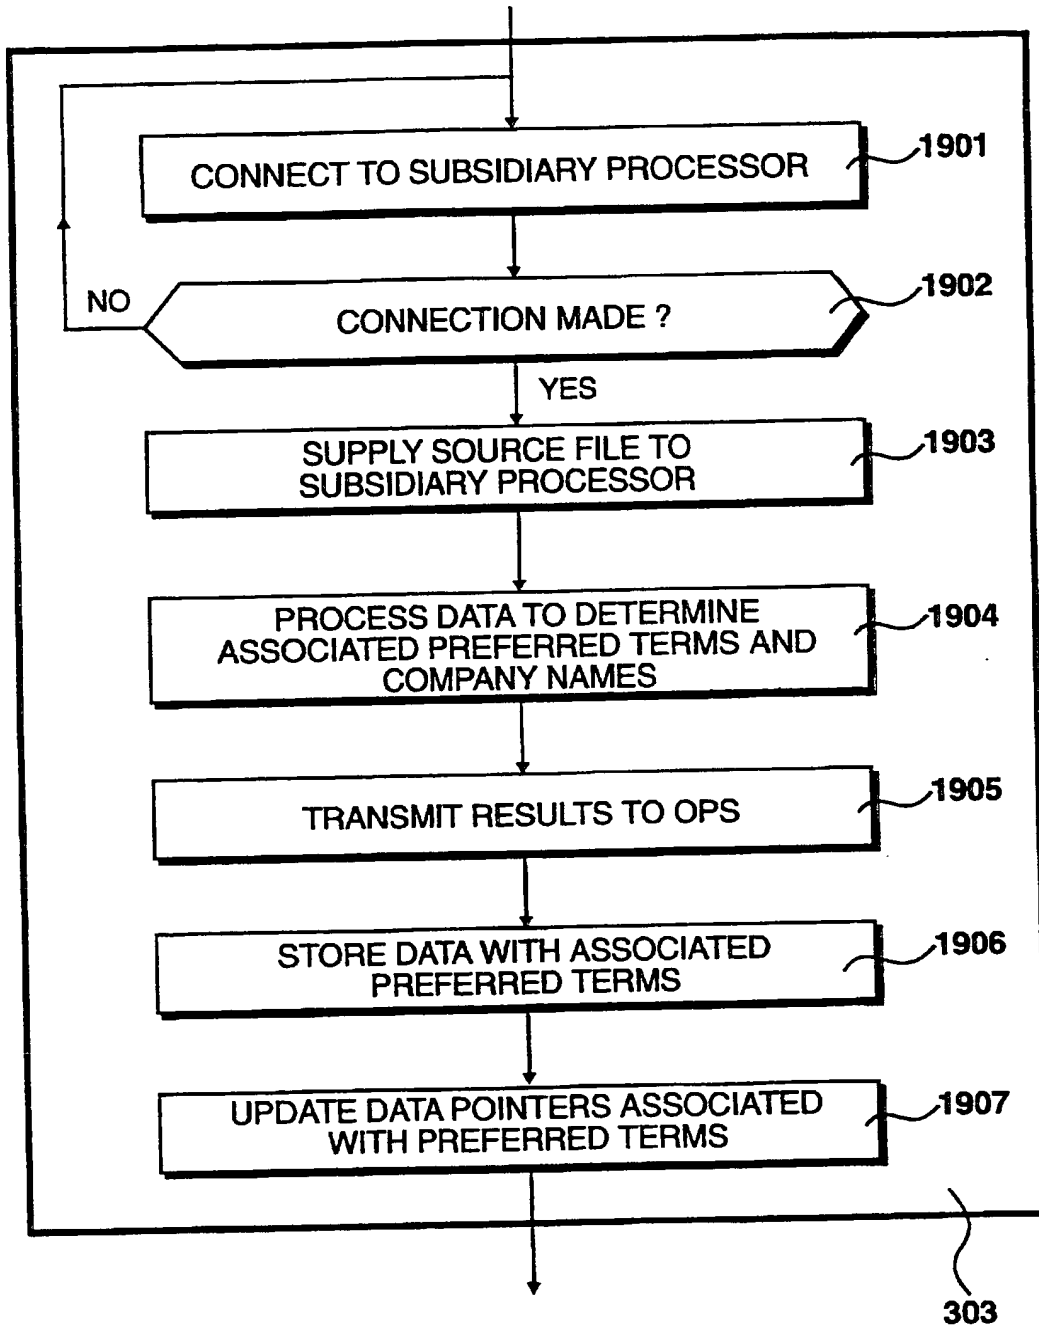 CONNECT TO SUBSIDIARY PROCESSOR
1901
CONNECTION MADE ?
1902
NO
YES
SUPPLY SOURCE FILE TO
SUBSIDIARY PROCESSOR
1903
PROCESS DATA TO DETERMINE
ASSOCIATED PREFERRED TERMS AND
COMPANY NAMES
1904
TRANSMIT RESULTS TO OPS
1905
STORE DATA WITH ASSOCIATED
PREFERRED TERMS
1906
UPDATE DATA POINTERS ASSOCIATED
WITH PREFERRED TERMS
1907
303